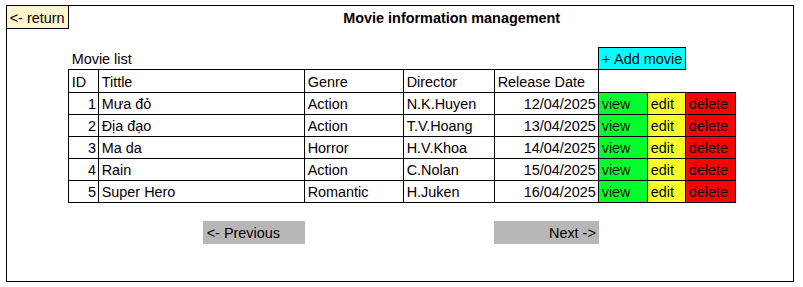 <- return Movie information management
Movie list + Add movie
ID Tittle Genre Director Release Date
1 Mưa đỏ Action N.K.Huyen 12/04/2025 view edit delete
2 Địa đạo Action T.V.Hoang 13/04/2025 view edit delete
3 Ma da Horror H.V.Khoa 14/04/2025 view edit delete
4 Rain Action C.Nolan 15/04/2025 view edit delete
5 Super Hero Romantic H.Juken 16/04/2025 view edit delete
<- Previous Next ->